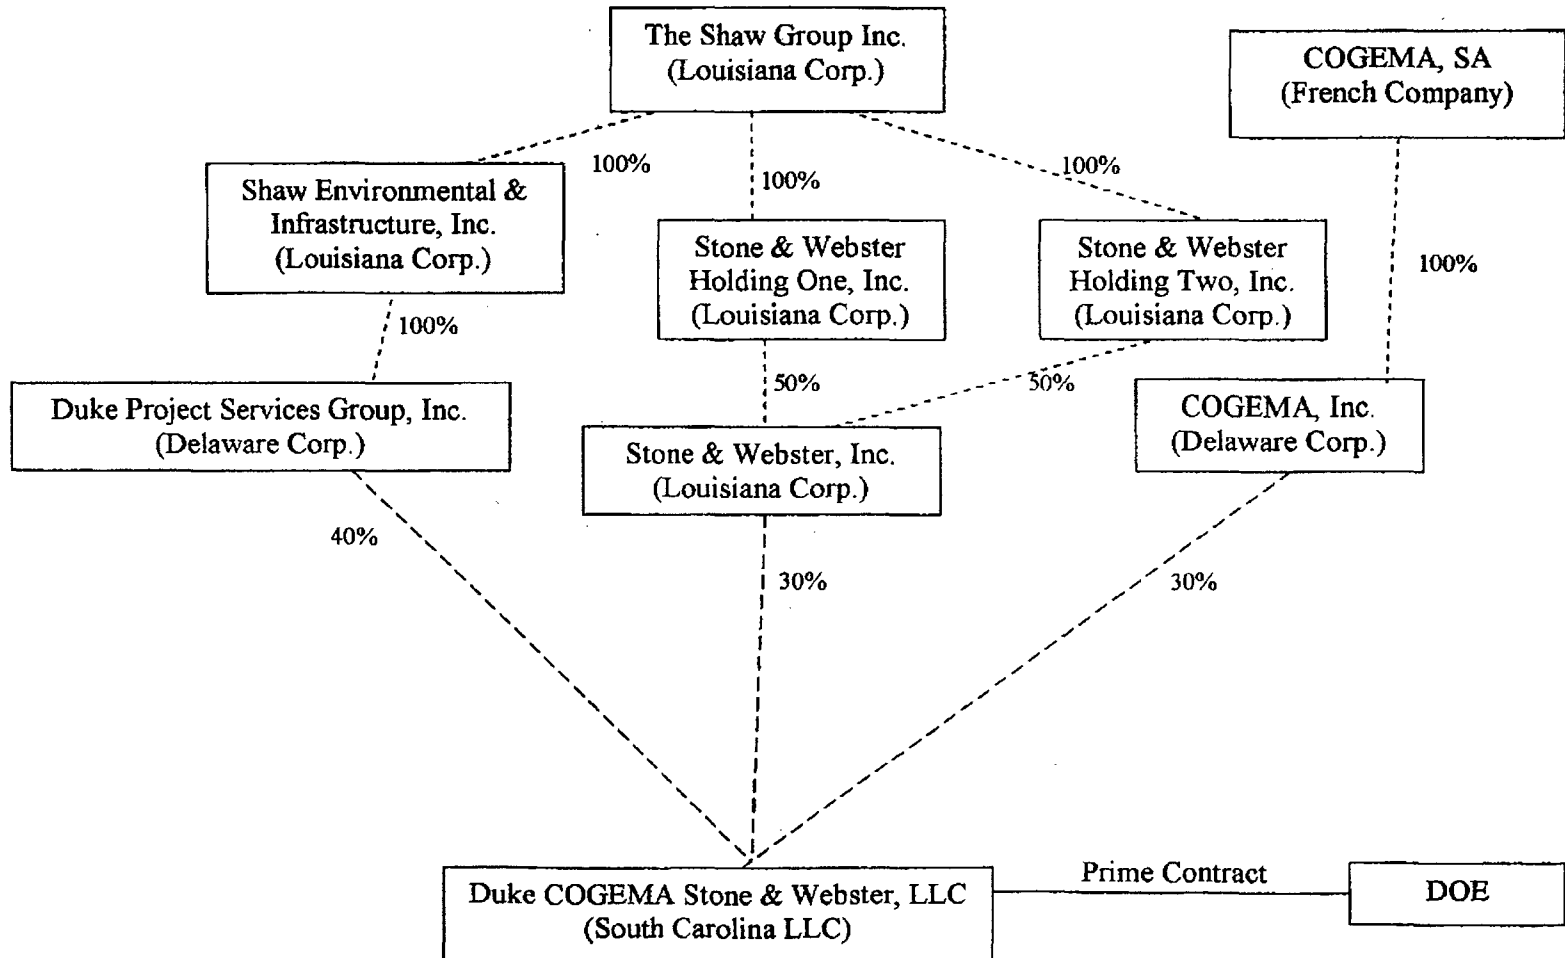 The Shaw Group Inc.
(Louisiana Corp.)
COGEMA, SA
(French Company)
100%
100%
100%
Shaw Environmental &
Infrastructure, Inc.
(Louisiana Corp.)
Stone & Webster
Holding One, Inc.
(Louisiana Corp.)
Stone & Webster
Holding Two, Inc.
(Louisiana Corp.)
100%
100%
50%
50%
Duke Project Services Group, Inc.
(Delaware Corp.)
Stone & Webster, Inc.
(Louisiana Corp.)
COGEMA, Inc.
(Delaware Corp.)
40%
30%
30%
Duke COGEMA Stone & Webster, LLC
(South Carolina LLC)
Prime Contract
DOE